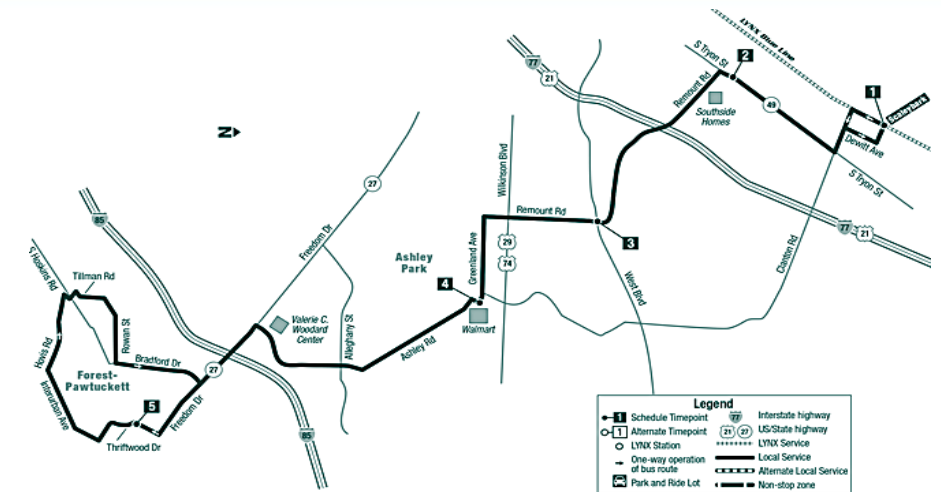 LYNX Blue Line
S Tryon St
2
77
21
1
Scaleybark
Remount Rd
49
Southside
Homes
Dewitt Ave
S Tryon St
N
27
Wilkinson Blvd
Freedom Dr
85
Remount Rd
3
77
21
Clanton Rd
S Hoskins Rd
Tillman Rd
Ashley
Park
Greenland Ave
29
74
West Blvd
4
Walmart
Valerie C.
Woodard
Center
Alleghany St
Ashley Rd
Rowan St
Hovis Rd
Bradford Dr
27
Forest-
Pawtuckett
Interurban Ave
5
Freedom Dr
Thriftwood Dr
85
Legend
1 Schedule Timepoint
1 Alternate Timepoint
LYNX Station
One-way operation
of bus route
Park and Ride Lot
77 Interstate highway
21 27 US/State highway
LYNX Service
Local Service
Alternate Local Service
Non-stop zone